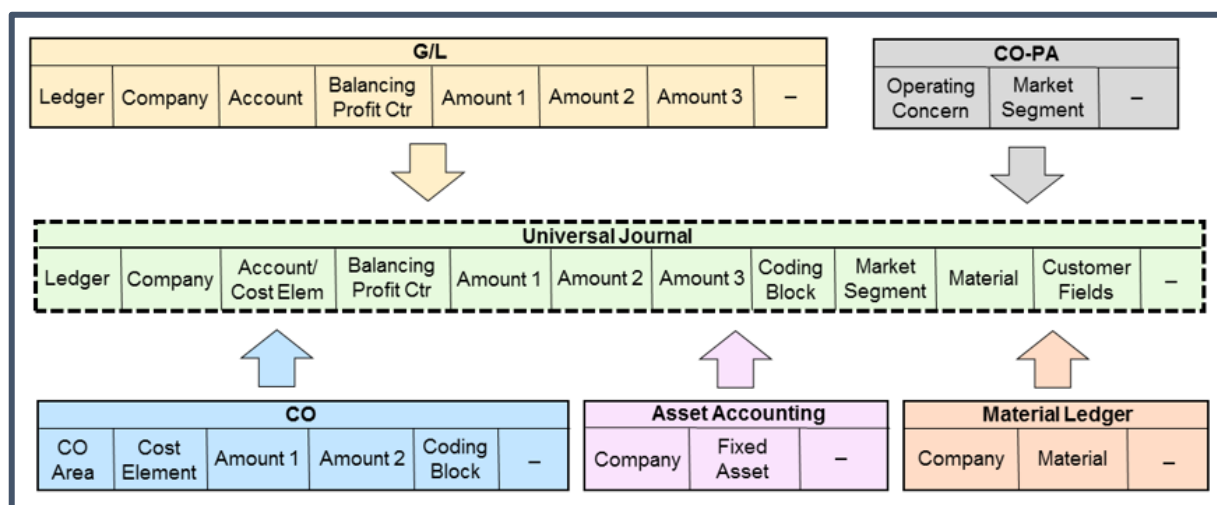 G/L
Ledger
Company
Account
Balancing
Profit Ctr
Amount 1
Amount 2
Amount 3
–
CO-PA
Operating
Concern
Market
Segment
–
Universal Journal
Ledger
Company
Account/
Cost Elem
Balancing
Profit Ctr
Amount 1
Amount 2
Amount 3
Coding
Block
Market
Segment
Material
Customer
Fields
–
CO
CO
Area
Cost
Element
Amount 1
Amount 2
Coding
Block
–
Asset Accounting
Company
Fixed
Asset
–
Material Ledger
Company
Material
–